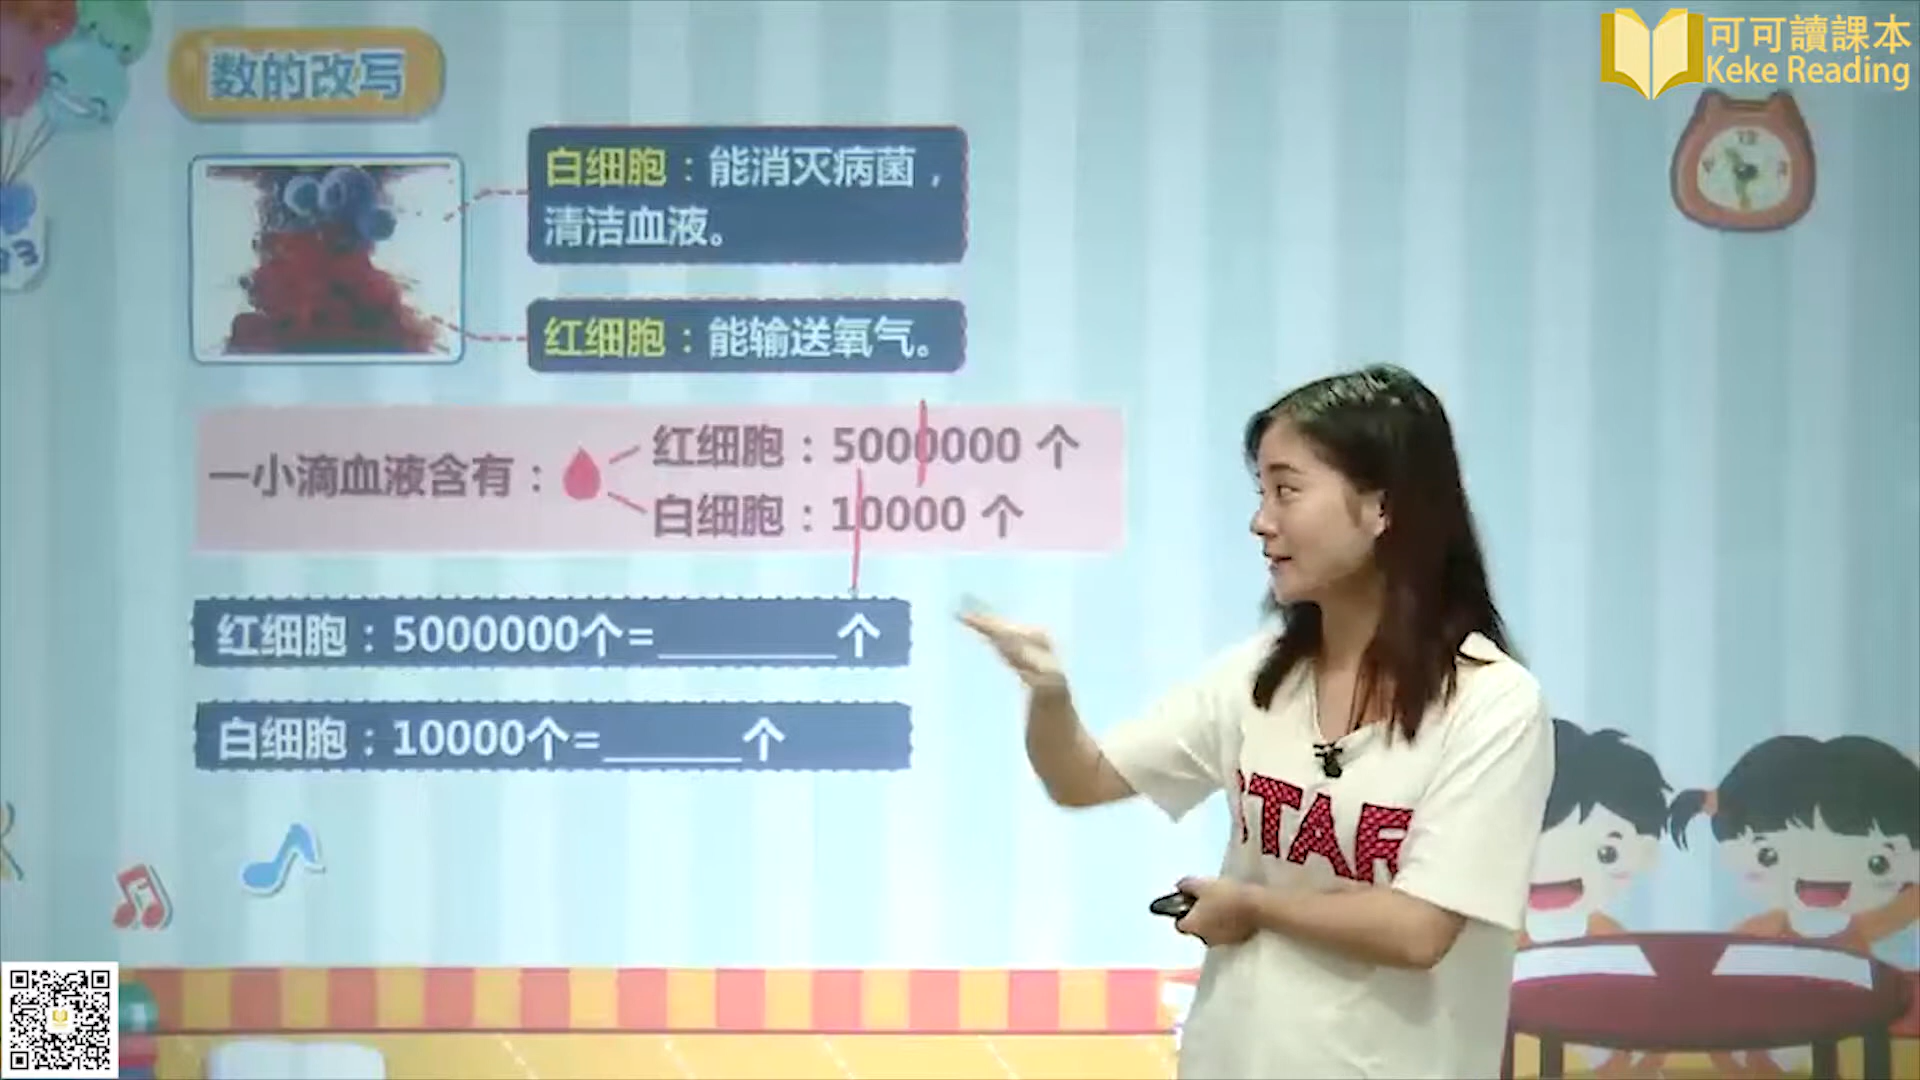 可可讀課本
Keke Reading
数的改写
白细胞：能消灭病菌，
清洁血液。
红细胞：能输送氧气。
一小滴血液含有：
红细胞：5000000 个
白细胞：10000 个
红细胞：5000000个=________个
白细胞：10000个=______个
STAR